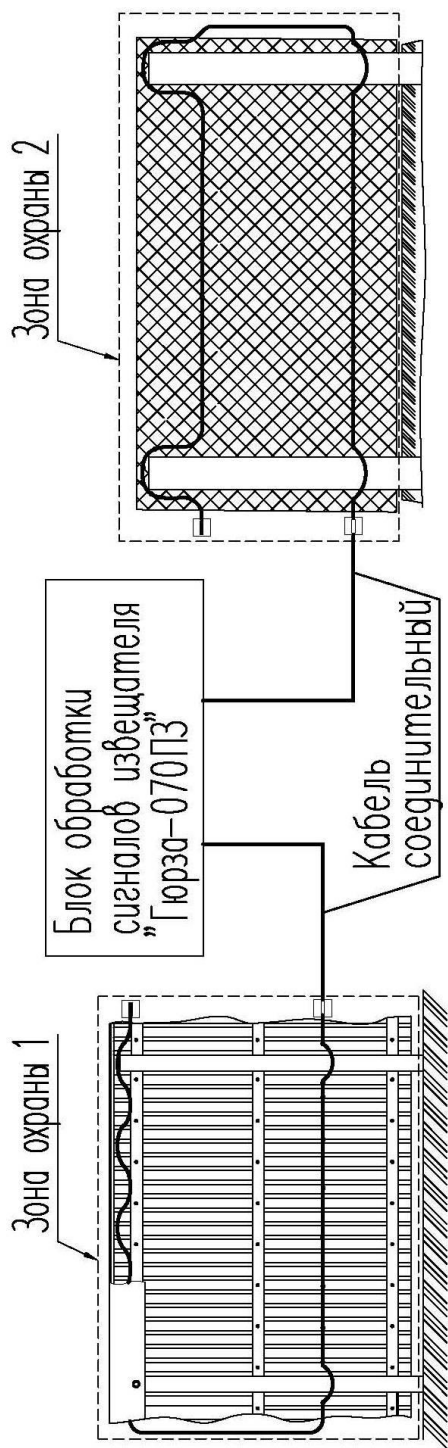 Зона охраны 1
Блок обработки
сигналов извещателя
"Гюрза-070ПЗ"
Кабель
соединительный
Зона охраны 2